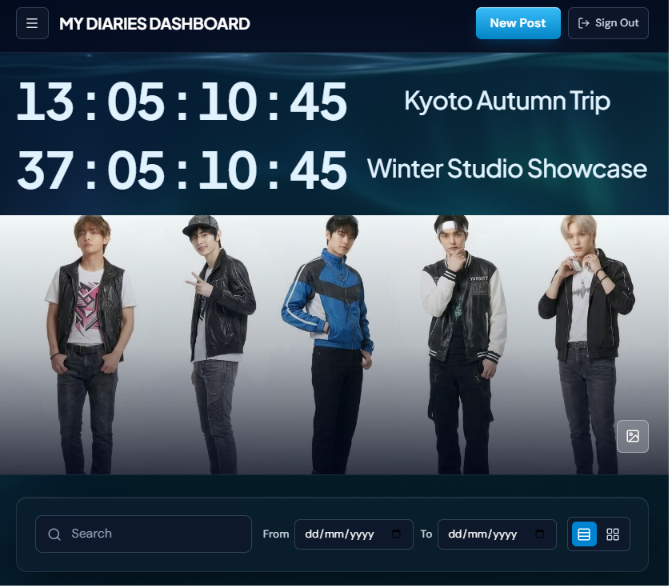 MY DIARIES DASHBOARD
New Post
Sign Out
13 : 05 : 10 : 45
Kyoto Autumn Trip
37 : 05 : 10 : 45
Winter Studio Showcase
Search
From
dd/mm/yyyy
To
dd/mm/yyyy